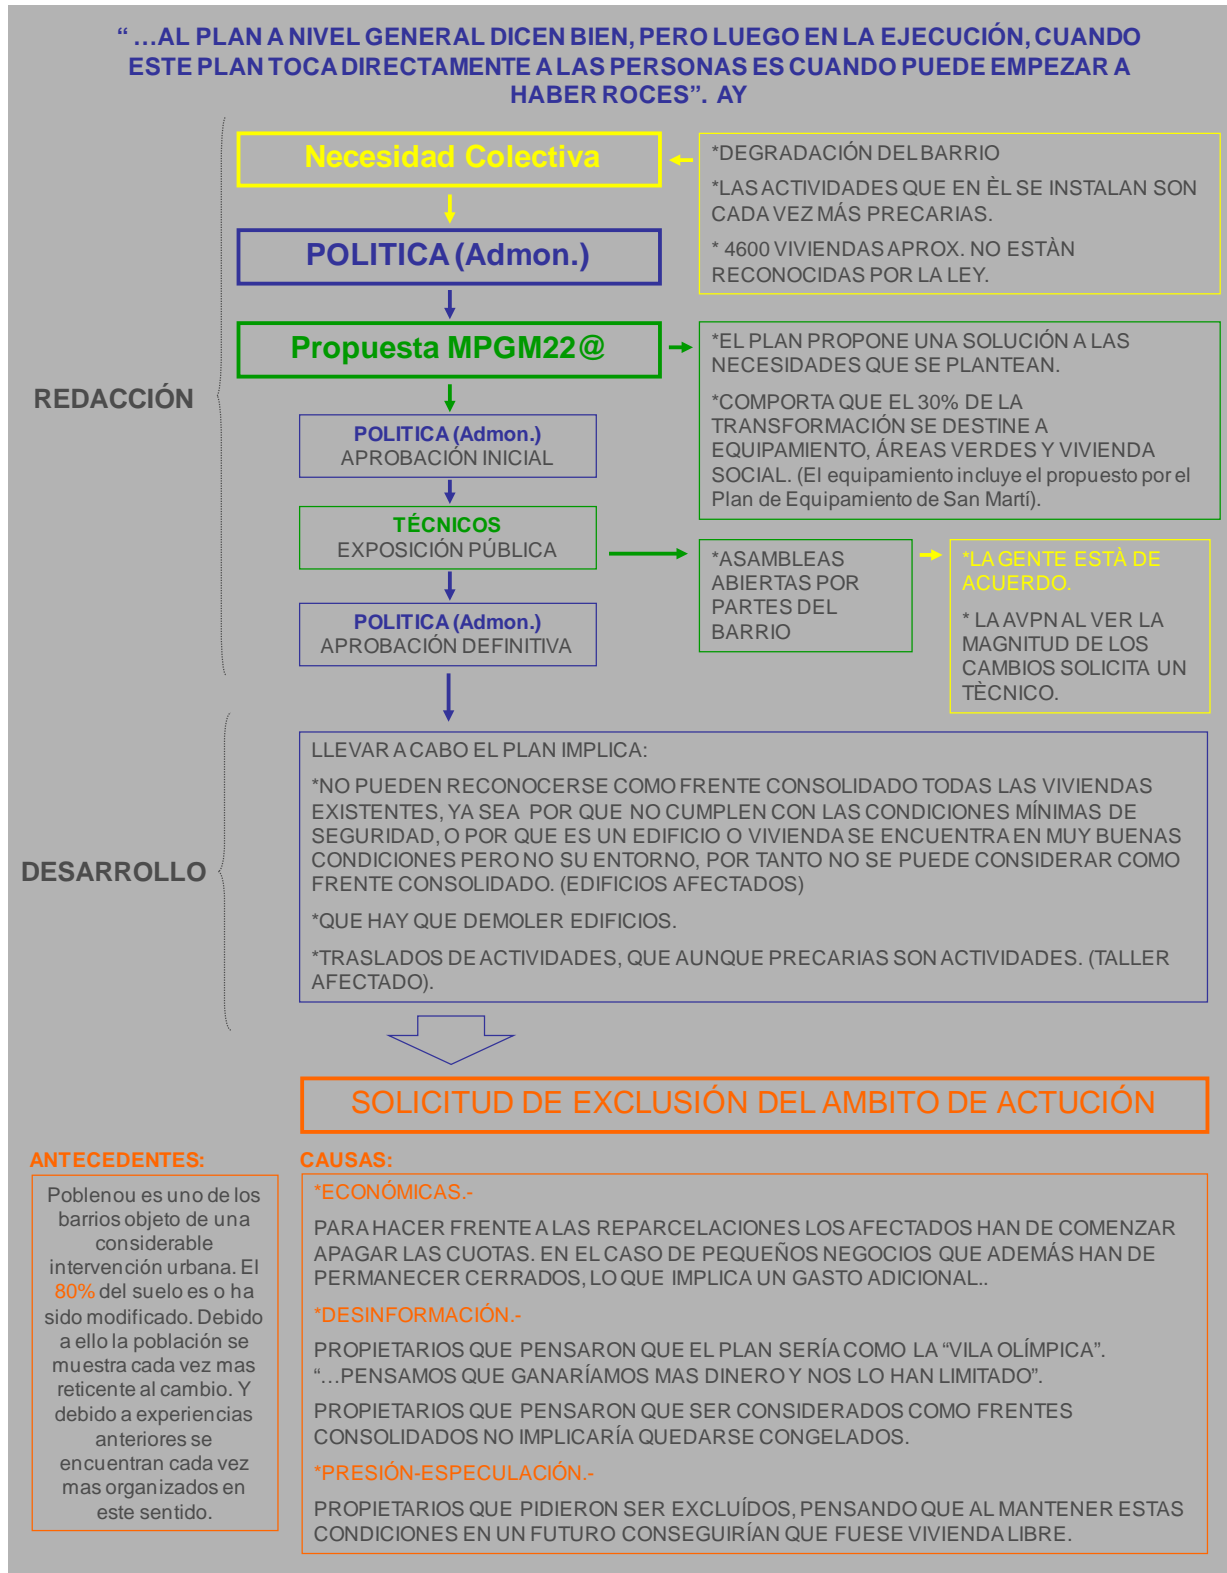 “ …AL PLAN A NIVEL GENERAL DICEN BIEN, PERO LUEGO EN LA EJECUCIÓN, CUANDO
ESTE PLAN TOCA DIRECTAMENTE A LAS PERSONAS ES CUANDO PUEDE EMPEZAR A
HABER ROCES”. AY
REDACCIÓN
Necesidad Colectiva
*DEGRADACIÓN DEL BARRIO
*LAS ACTIVIDADES QUE EN ÈL SE INSTALAN SON
CADA VEZ MÁS PRECARIAS.
* 4600 VIVIENDAS APROX. NO ESTÀN
RECONOCIDAS POR LA LEY.
POLITICA (Admon.)
Propuesta MPGM22@
*EL PLAN PROPONE UNA SOLUCIÓN A LAS
NECESIDADES QUE SE PLANTEAN.
*COMPORTA QUE EL 30% DE LA
TRANSFORMACIÓN SE DESTINE A
EQUIPAMIENTO, ÁREAS VERDES Y VIVIENDA
SOCIAL. (El equipamiento incluye el propuesto por el
Plan de Equipamiento de San Martí).
POLITICA (Admon.)
APROBACIÓN INICIAL
TÉCNICOS
EXPOSICIÓN PÚBLICA
*ASAMBLEAS
ABIERTAS POR
PARTES DEL
BARRIO
*LA GENTE ESTÀ DE
ACUERDO.
* LA AVPN AL VER LA
MAGNITUD DE LOS
CAMBIOS SOLICITA UN
TÈCNICO.
POLITICA (Admon.)
APROBACIÓN DEFINITIVA
DESARROLLO
LLEVAR A CABO EL PLAN IMPLICA:
*NO PUEDEN RECONOCERSE COMO FRENTE CONSOLIDADO TODAS LAS VIVIENDAS
EXISTENTES, YA SEA POR QUE NO CUMPLEN CON LAS CONDICIONES MÍNIMAS DE
SEGURIDAD, O POR QUE ES UN EDIFICIO O VIVIENDA SE ENCUENTRA EN MUY BUENAS
CONDICIONES PERO NO SU ENTORNO, POR TANTO NO SE PUEDE CONSIDERAR COMO
FRENTE CONSOLIDADO. (EDIFICIOS AFECTADOS)
*QUE HAY QUE DEMOLER EDIFICIOS.
*TRASLADOS DE ACTIVIDADES, QUE AUNQUE PRECARIAS SON ACTIVIDADES. (TALLER
AFECTADO).
SOLICITUD DE EXCLUSIÓN DEL AMBITO DE ACTUCIÓN
ANTECEDENTES:
Poblenou es uno de los
barrios objeto de una
considerable
intervención urbana. El
80% del suelo es o ha
sido modificado. Debido
a ello la población se
muestra cada vez mas
reticente al cambio. Y
debido a experiencias
anteriores se
encuentran cada vez
mas organizados en
este sentido.
CAUSAS:
*ECONÓMICAS.-
PARA HACER FRENTE A LAS REPARCELACIONES LOS AFECTADOS HAN DE COMENZAR
APAGAR LAS CUOTAS. EN EL CASO DE PEQUEÑOS NEGOCIOS QUE ADEMÁS HAN DE
PERMANECER CERRADOS, LO QUE IMPLICA UN GASTO ADICIONAL..
*DESINFORMACIÓN.-
PROPIETARIOS QUE PENSARON QUE EL PLAN SERÍA COMO LA “VILA OLÍMPICA”.
“…PENSAMOS QUE GANARÍAMOS MAS DINERO Y NOS LO HAN LIMITADO”.
PROPIETARIOS QUE PENSARON QUE SER CONSIDERADOS COMO FRENTES
CONSOLIDADOS NO IMPLICARÍA QUEDARSE CONGELADOS.
*PRESIÓN-ESPECULACIÓN.-
PROPIETARIOS QUE PIDIERON SER EXCLUÍDOS, PENSANDO QUE AL MANTENER ESTAS
CONDICIONES EN UN FUTURO CONSEGUIRÍAN QUE FUESE VIVIENDA LIBRE.